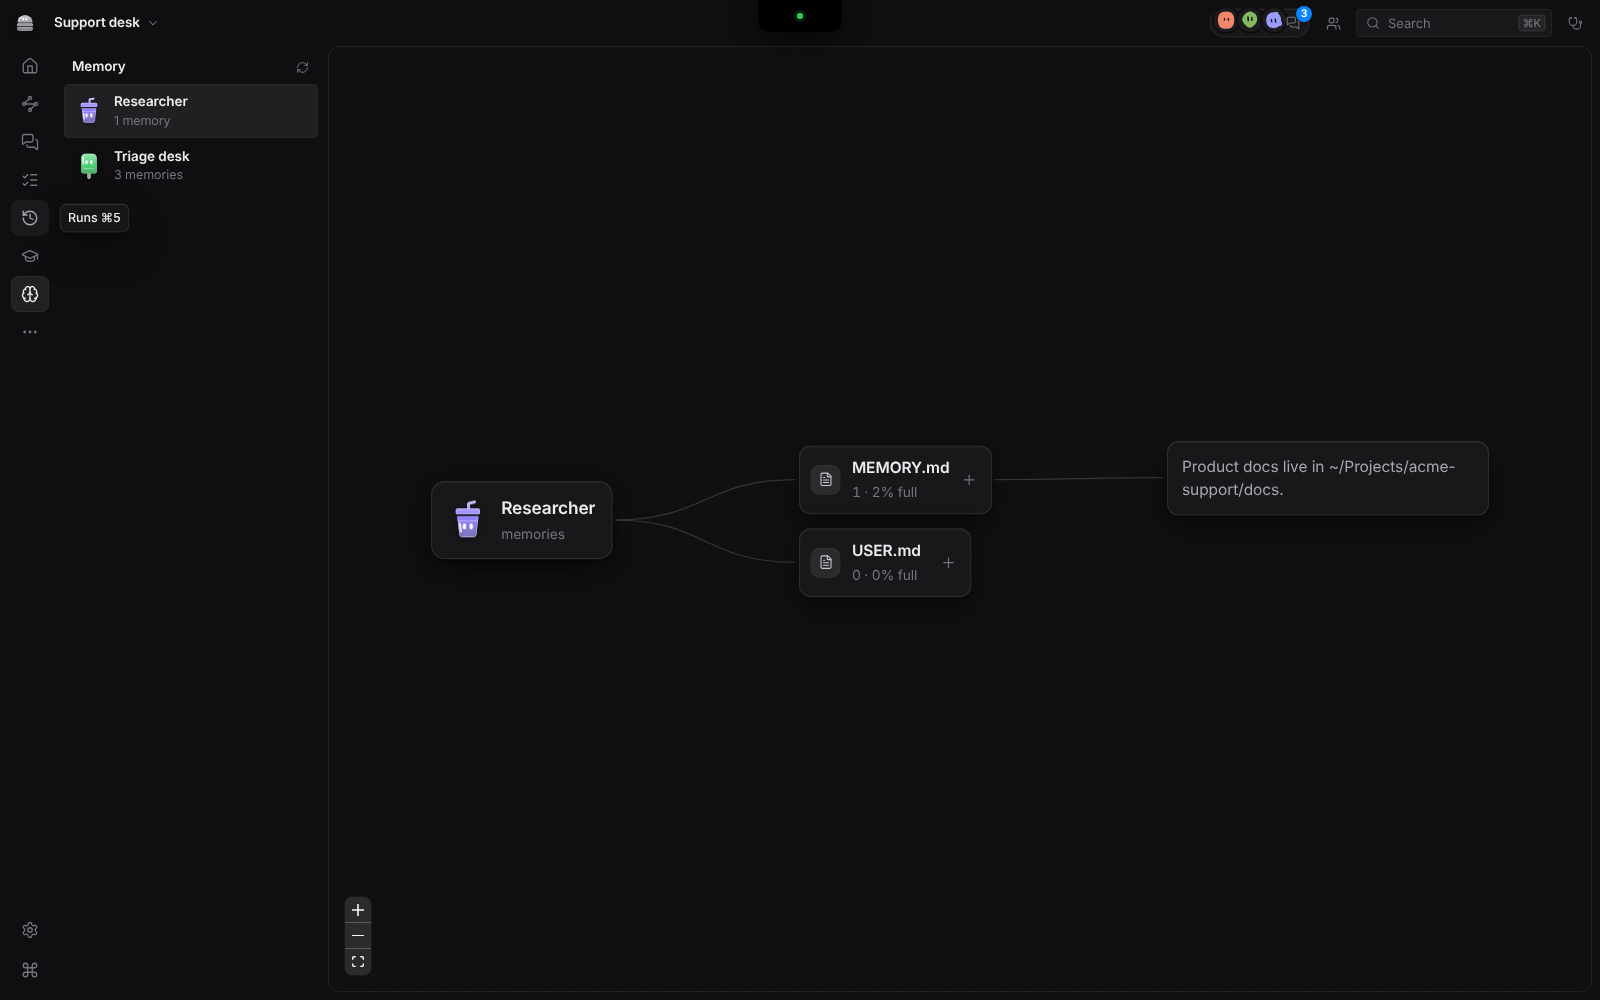 Support desk
3
Search
⌘K
Memory
Researcher
1 memory
Triage desk
3 memories
Runs ⌘5
Researcher
memories
MEMORY.md
1 · 2% full
USER.md
0 · 0% full
Product docs live in ~/Projects/acme-
support/docs.